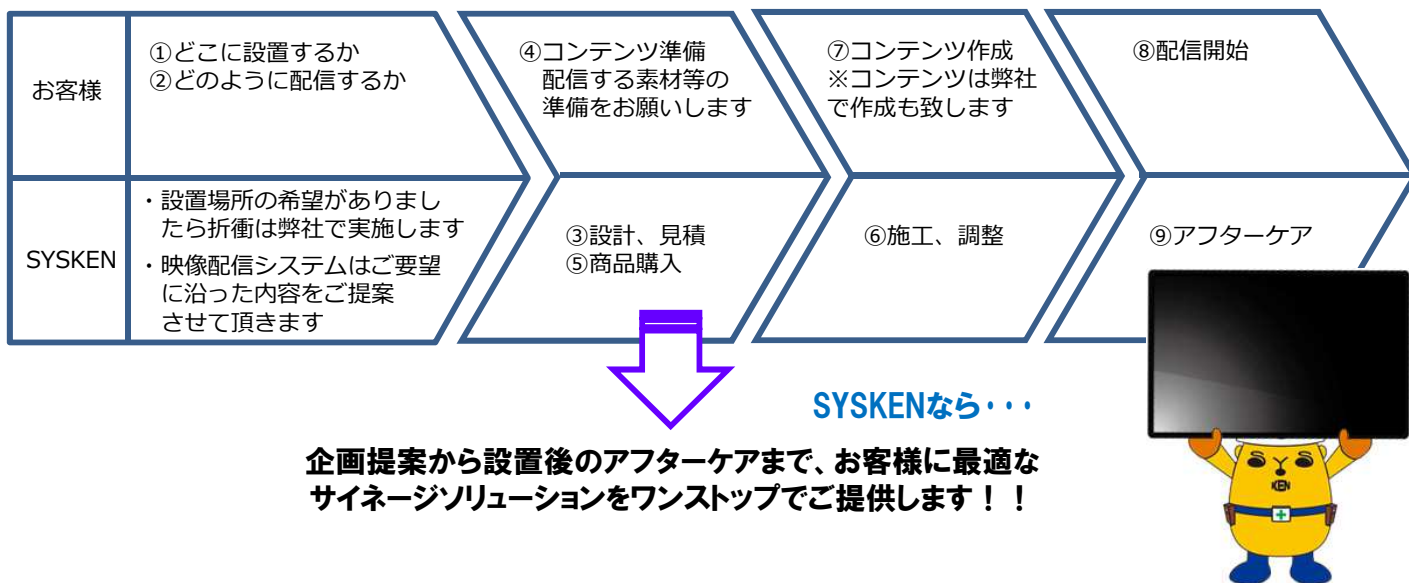 お客様
①どこに設置するか
②どのように配信するか
④コンテンツ準備
配信する素材等の
準備をお願いします
⑦コンテンツ作成
※コンテンツは弊社
で作成も致します
⑧配信開始
SYSKEN
・設置場所の希望がありまし
たら折衝は弊社で実施します
・映像配信システムはご要望
に沿った内容をご提案
させて頂きます
③設計、見積
⑤商品購入
⑥施工、調整
⑨アフターケア
SYSKENなら・・・
企画提案から設置後のアフターケアまで、お客様に最適な
サイネージソリューションをワンストップでご提供します！！
SYS
KEN